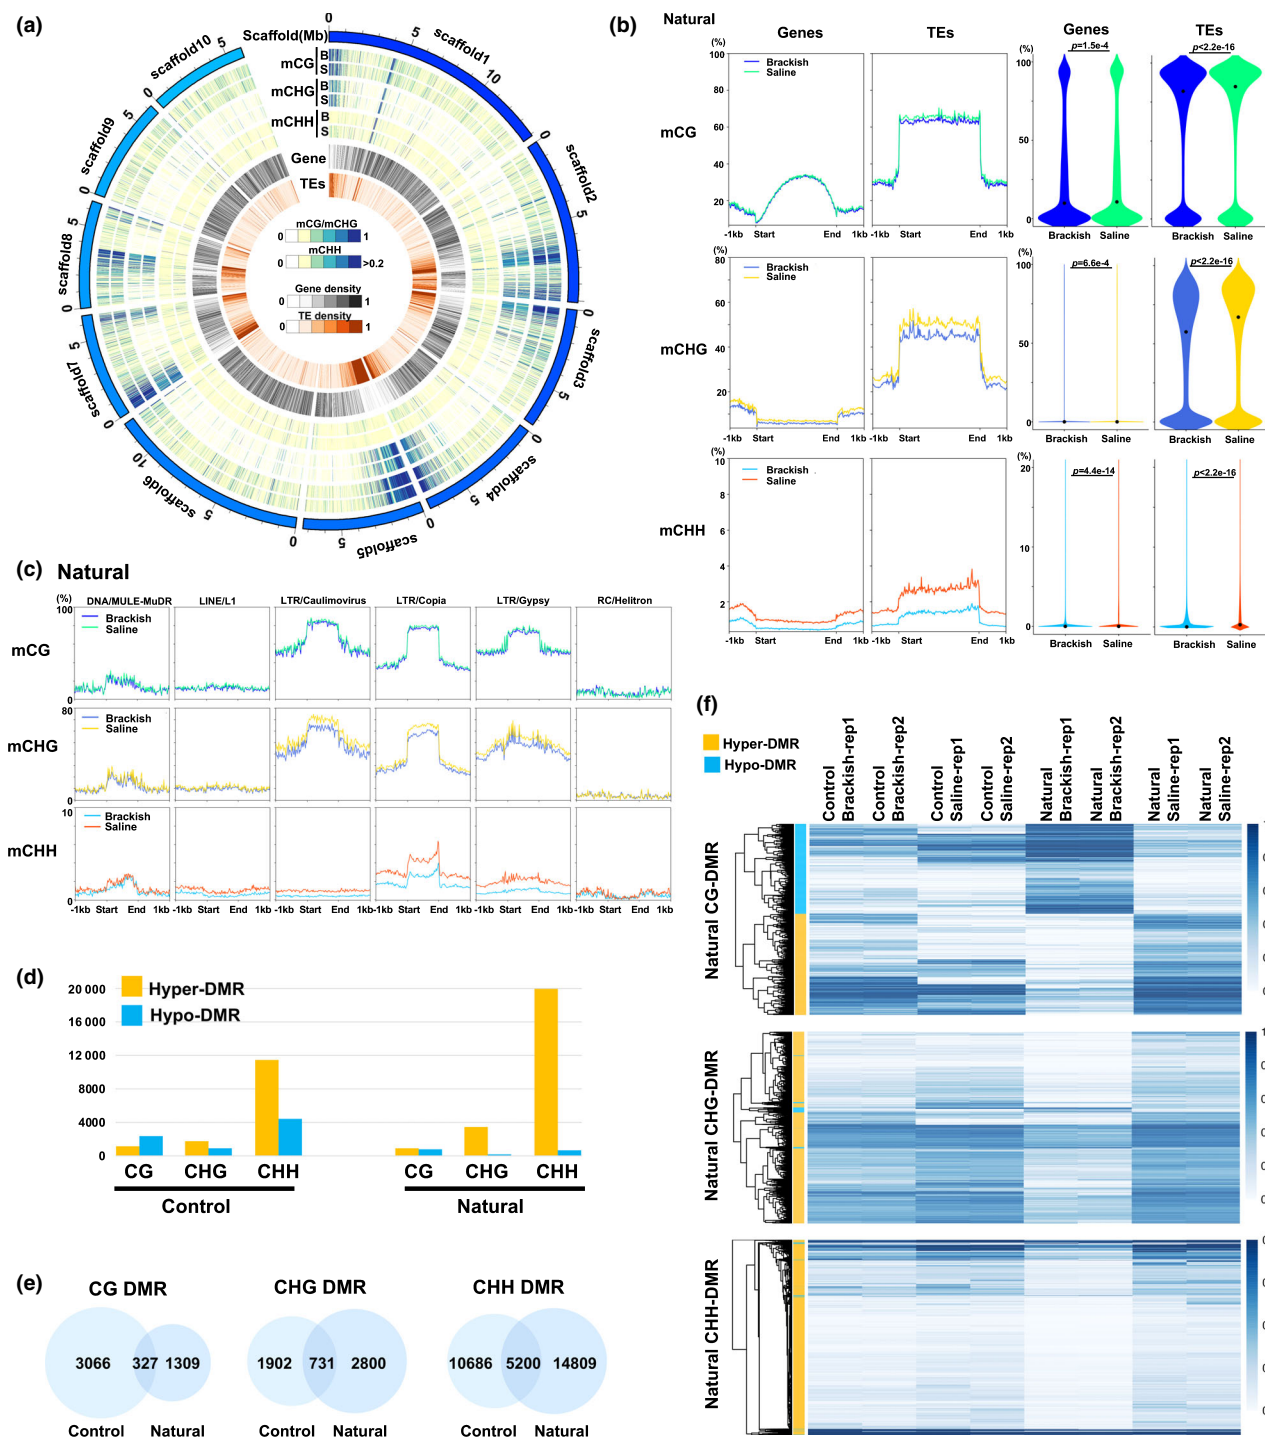 (a)
Scaffold(Mb)
0
5
10
scaffold1
0
5
scaffold2
0
5
scaffold3
0
5
scaffold4
0
5
scaffold5
0
5
10
scaffold6
0
5
scaffold7
0
5
scaffold8
0
5
scaffold9
0
5
scaffold10
mCG
B
S
mCHG
B
S
mCHH
B
S
Gene
TEs
mCG/mCHG
0 1
mCHH
0 >0.2
Gene density
0 1
TE density
0 1
(b)
Natural
Genes TEs Genes TEs
mCG
(%)
100
80
60
40
20
Brackish
Saline
-1kb Start End 1kb
-1kb Start End 1kb
(%)
100
50
0
p=1.5e-4
p<2.2e-16
Brackish Saline
Brackish Saline
mCHG
(%)
80
60
40
20
0
Brackish
Saline
-1kb Start End 1kb
-1kb Start End 1kb
(%)
100
50
0
p=6.6e-4
p<2.2e-16
Brackish Saline
Brackish Saline
mCHH
(%)
10
8
6
4
2
Brackish
Saline
-1kb Start End 1kb
-1kb Start End 1kb
(%)
20
10
0
p=4.4e-14
p<2.2e-16
Brackish Saline
Brackish Saline
(c)
Natural
DNA/MULE-MuDR LINE/L1 LTR/Caulimovirus LTR/Copia LTR/Gypsy RC/Helitron
(%)
mCG
100
0
Brackish
Saline
mCHG
80
0
Brackish
Saline
mCHH
10
0
Brackish
Saline
-1kb Start End 1kb
-1kb Start End 1kb
-1kb Start End 1kb
-1kb Start End 1kb
-1kb Start End 1kb
-1kb Start End 1kb
(d)
Hyper-DMR
Hypo-DMR
20 000
16 000
12 000
8000
4000
0
CG CHG CHH CG CHG CHH
Control Natural
(e)
CG DMR
3066 327 1309
Control Natural
CHG DMR
1902 731 2800
Control Natural
CHH DMR
10686 5200 14809
Control Natural
(f)
Hyper-DMR
Hypo-DMR
Control Brackish-rep1
Control Brackish-rep2
Control Saline-rep1
Control Saline-rep2
Natural Brackish-rep1
Natural Brackish-rep2
Natural Saline-rep1
Natural Saline-rep2
Natural CG-DMR
Natural CHG-DMR
Natural CHH-DMR